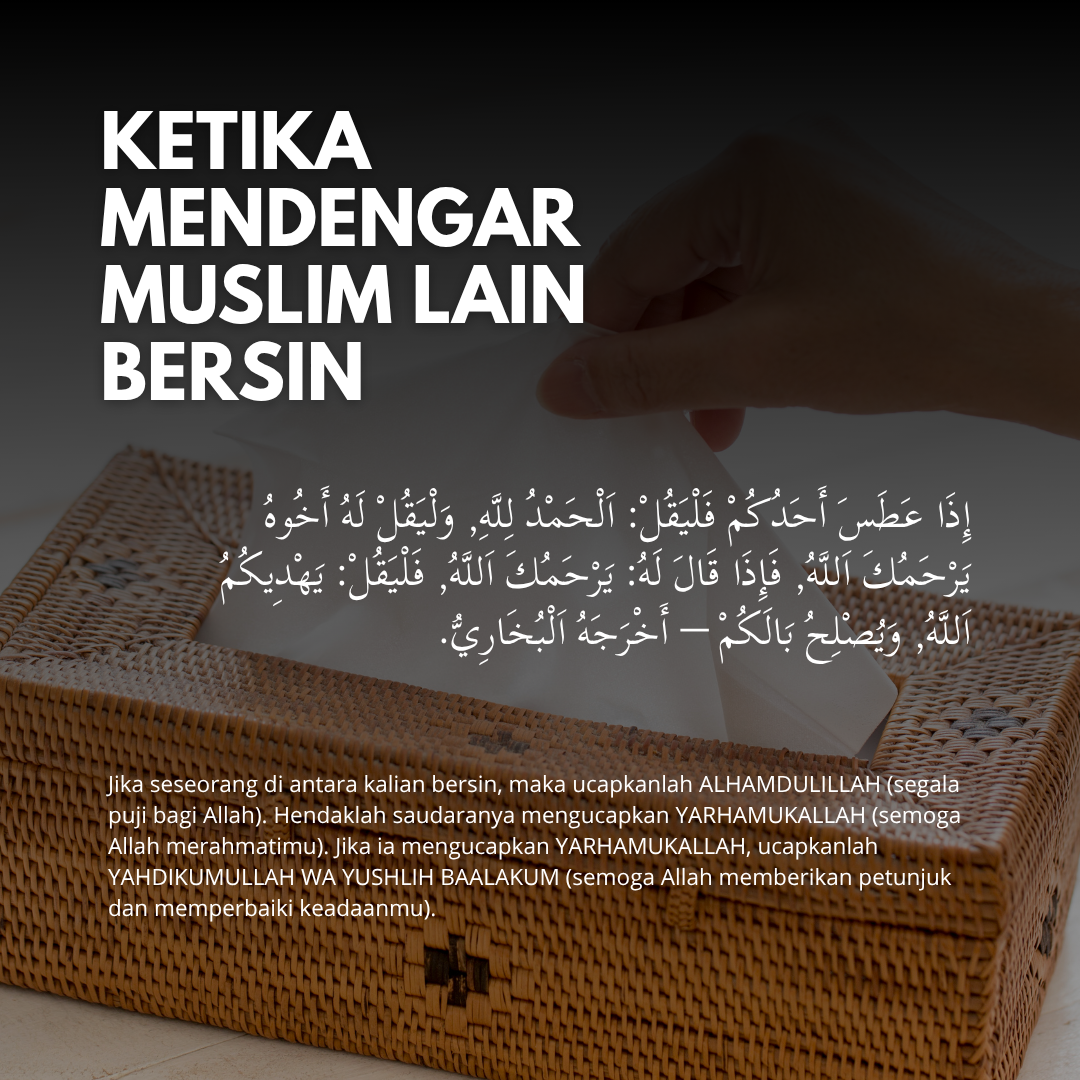 KETIKA
MENDENGAR
MUSLIM LAIN
BERSIN
إِذَا عَطَسَ أَحَدُكُمْ فَلْيَقُلْ: اَلْحَمْدُ لِلَّهِ, وَلْيَقُلْ لَهُ أَخُوهُ
يَرْحَمُكَ اَللَّهُ, فَإِذَا قَالَ لَهُ: يَرْحَمُكَ اَللَّهُ, فَلْيَقُلْ: يَهْدِيكُمُ
اَللَّهُ, وَيُصْلِحُ بَالَكُمْ – أَخْرَجَهُ اَلْبُخَارِيُّ.
Jika seseorang di antara kalian bersin, maka ucapkanlah ALHAMDULILLAH (segala
puji bagi Allah). Hendaklah saudaranya mengucapkan YARHAMUKALLAH (semoga
Allah merahmatimu). Jika ia mengucapkan YARHAMUKALLAH, ucapkanlah
YAHDIKUMULLAH WA YUSHLIH BAALAKUM (semoga Allah memberikan petunjuk
dan memperbaiki keadaanmu).